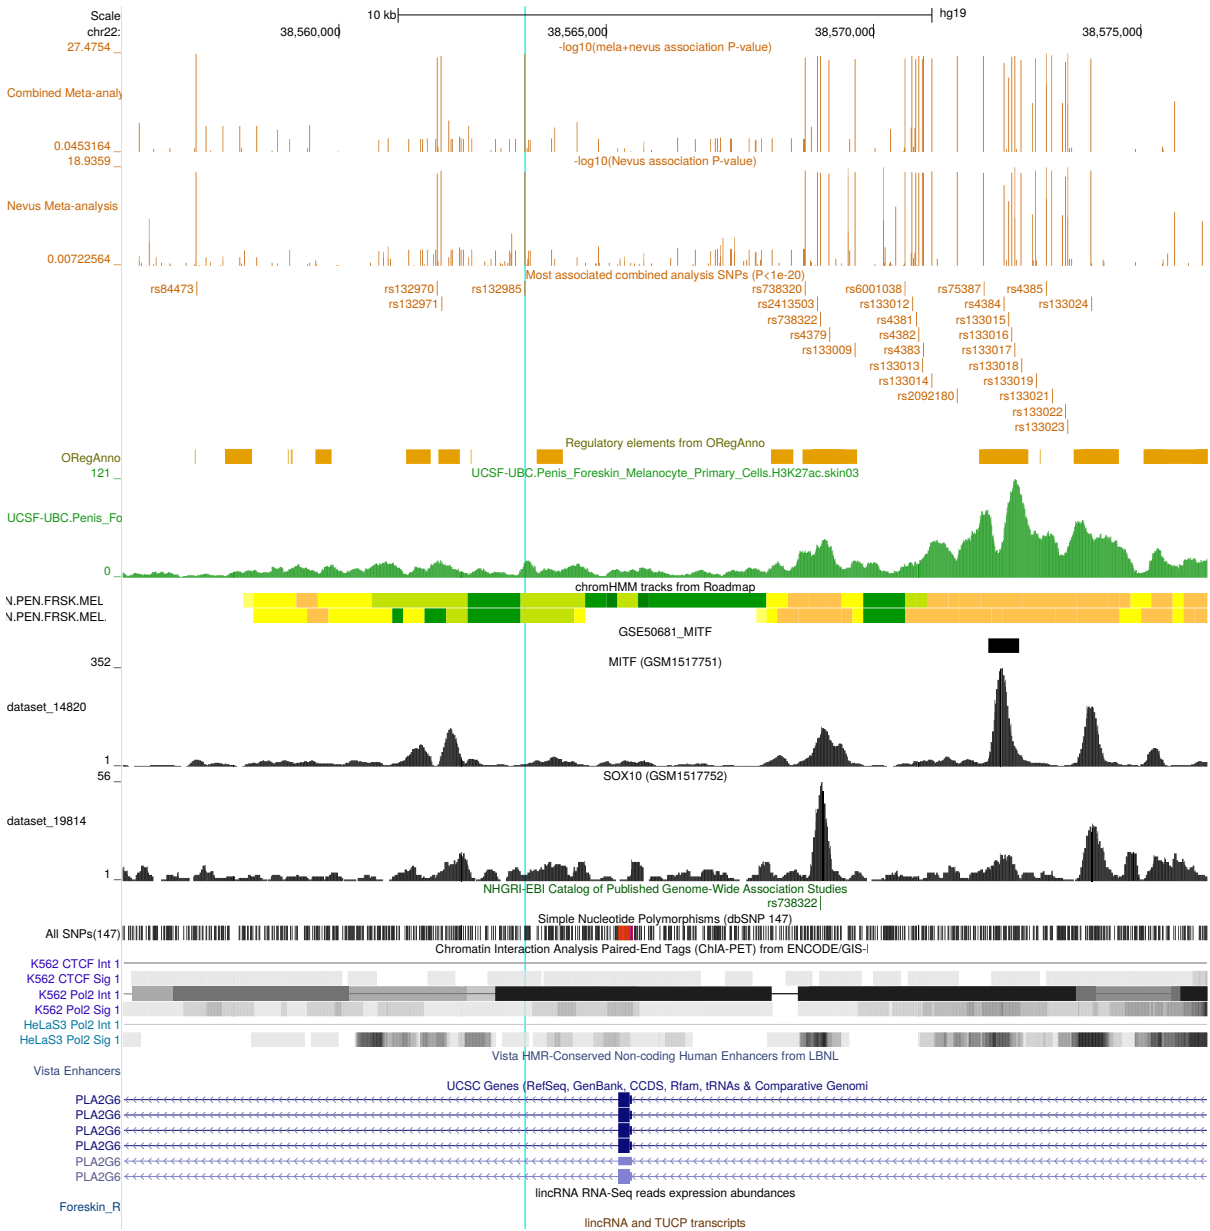 Scale 10 kb hg19
chr22: 38,560,000 38,565,000 38,570,000 38,575,000
27.4754 _ -log10(mela+nevus association P-value)
Combined Meta-analy
0.0453164 _
18.9359 _ -log10(Nevus association P-value)
Nevus Meta-analysis
0.00722564 _
Most associated combined analysis SNPs (P<1e-20)
rs84473 rs132970 rs132985 rs738320 rs6001038 rs75387 rs4385
rs132971 rs2413503 rs133012 rs4384 rs133024
rs738322 rs4381 rs133015
rs4379 rs4382 rs133016
rs133009 rs4383 rs133017
rs133013 rs133018
rs133014 rs133019
rs2092180 rs133021
rs133022
rs133023
Regulatory elements from ORegAnno
ORegAnno
121 _ UCSF-UBC.Penis_Foreskin_Melanocyte_Primary_Cells.H3K27ac.skin03
UCSF-UBC.Penis_Fo
0 _
chromHMM tracks from Roadmap
N.PEN.FRSK.MEL
N.PEN.FRSK.MEL.
GSE50681_MITF
352 _ MITF (GSM1517751)
dataset_14820
1 _
56 _ SOX10 (GSM1517752)
dataset_19814
1 _
NHGRI-EBI Catalog of Published Genome-Wide Association Studies
rs738322
Simple Nucleotide Polymorphisms (dbSNP 147)
All SNPs(147)
Chromatin Interaction Analysis Paired-End Tags (ChIA-PET) from ENCODE/GIS-
K562 CTCF Int 1
K562 CTCF Sig 1
K562 Pol2 Int 1
K562 Pol2 Sig 1
HeLaS3 Pol2 Int 1
HeLaS3 Pol2 Sig 1
Vista HMR-Conserved Non-coding Human Enhancers from LBNL
Vista Enhancers
UCSC Genes (RefSeq, GenBank, CCDS, Rfam, tRNAs & Comparative Genomi
PLA2G6
PLA2G6
PLA2G6
PLA2G6
PLA2G6
PLA2G6
lincRNA RNA-Seq reads expression abundances
Foreskin_R
lincRNA and TUCP transcripts